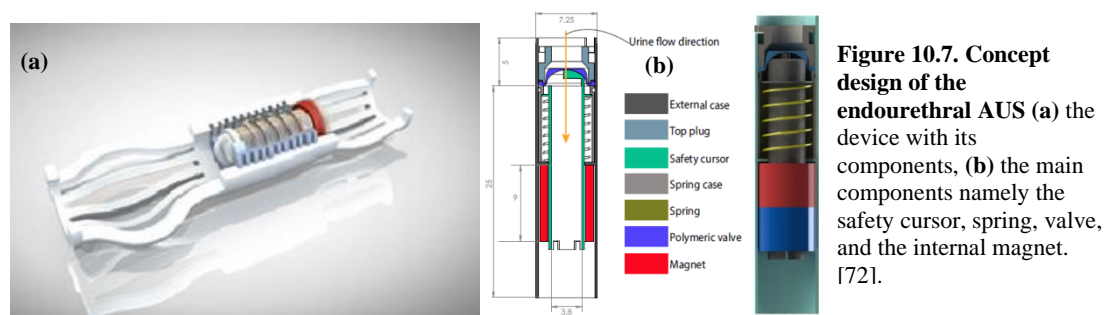 (a)
7.25
Urine flow direction
(b)
5
25
9
3.8
External case
Top plug
Safety cursor
Spring case
Spring
Polymeric valve
Magnet
Figure 10.7. Concept
design of the
endourethral AUS (a) the
device with its
components, (b) the main
components namely the
safety cursor, spring, valve,
and the internal magnet.
[72].